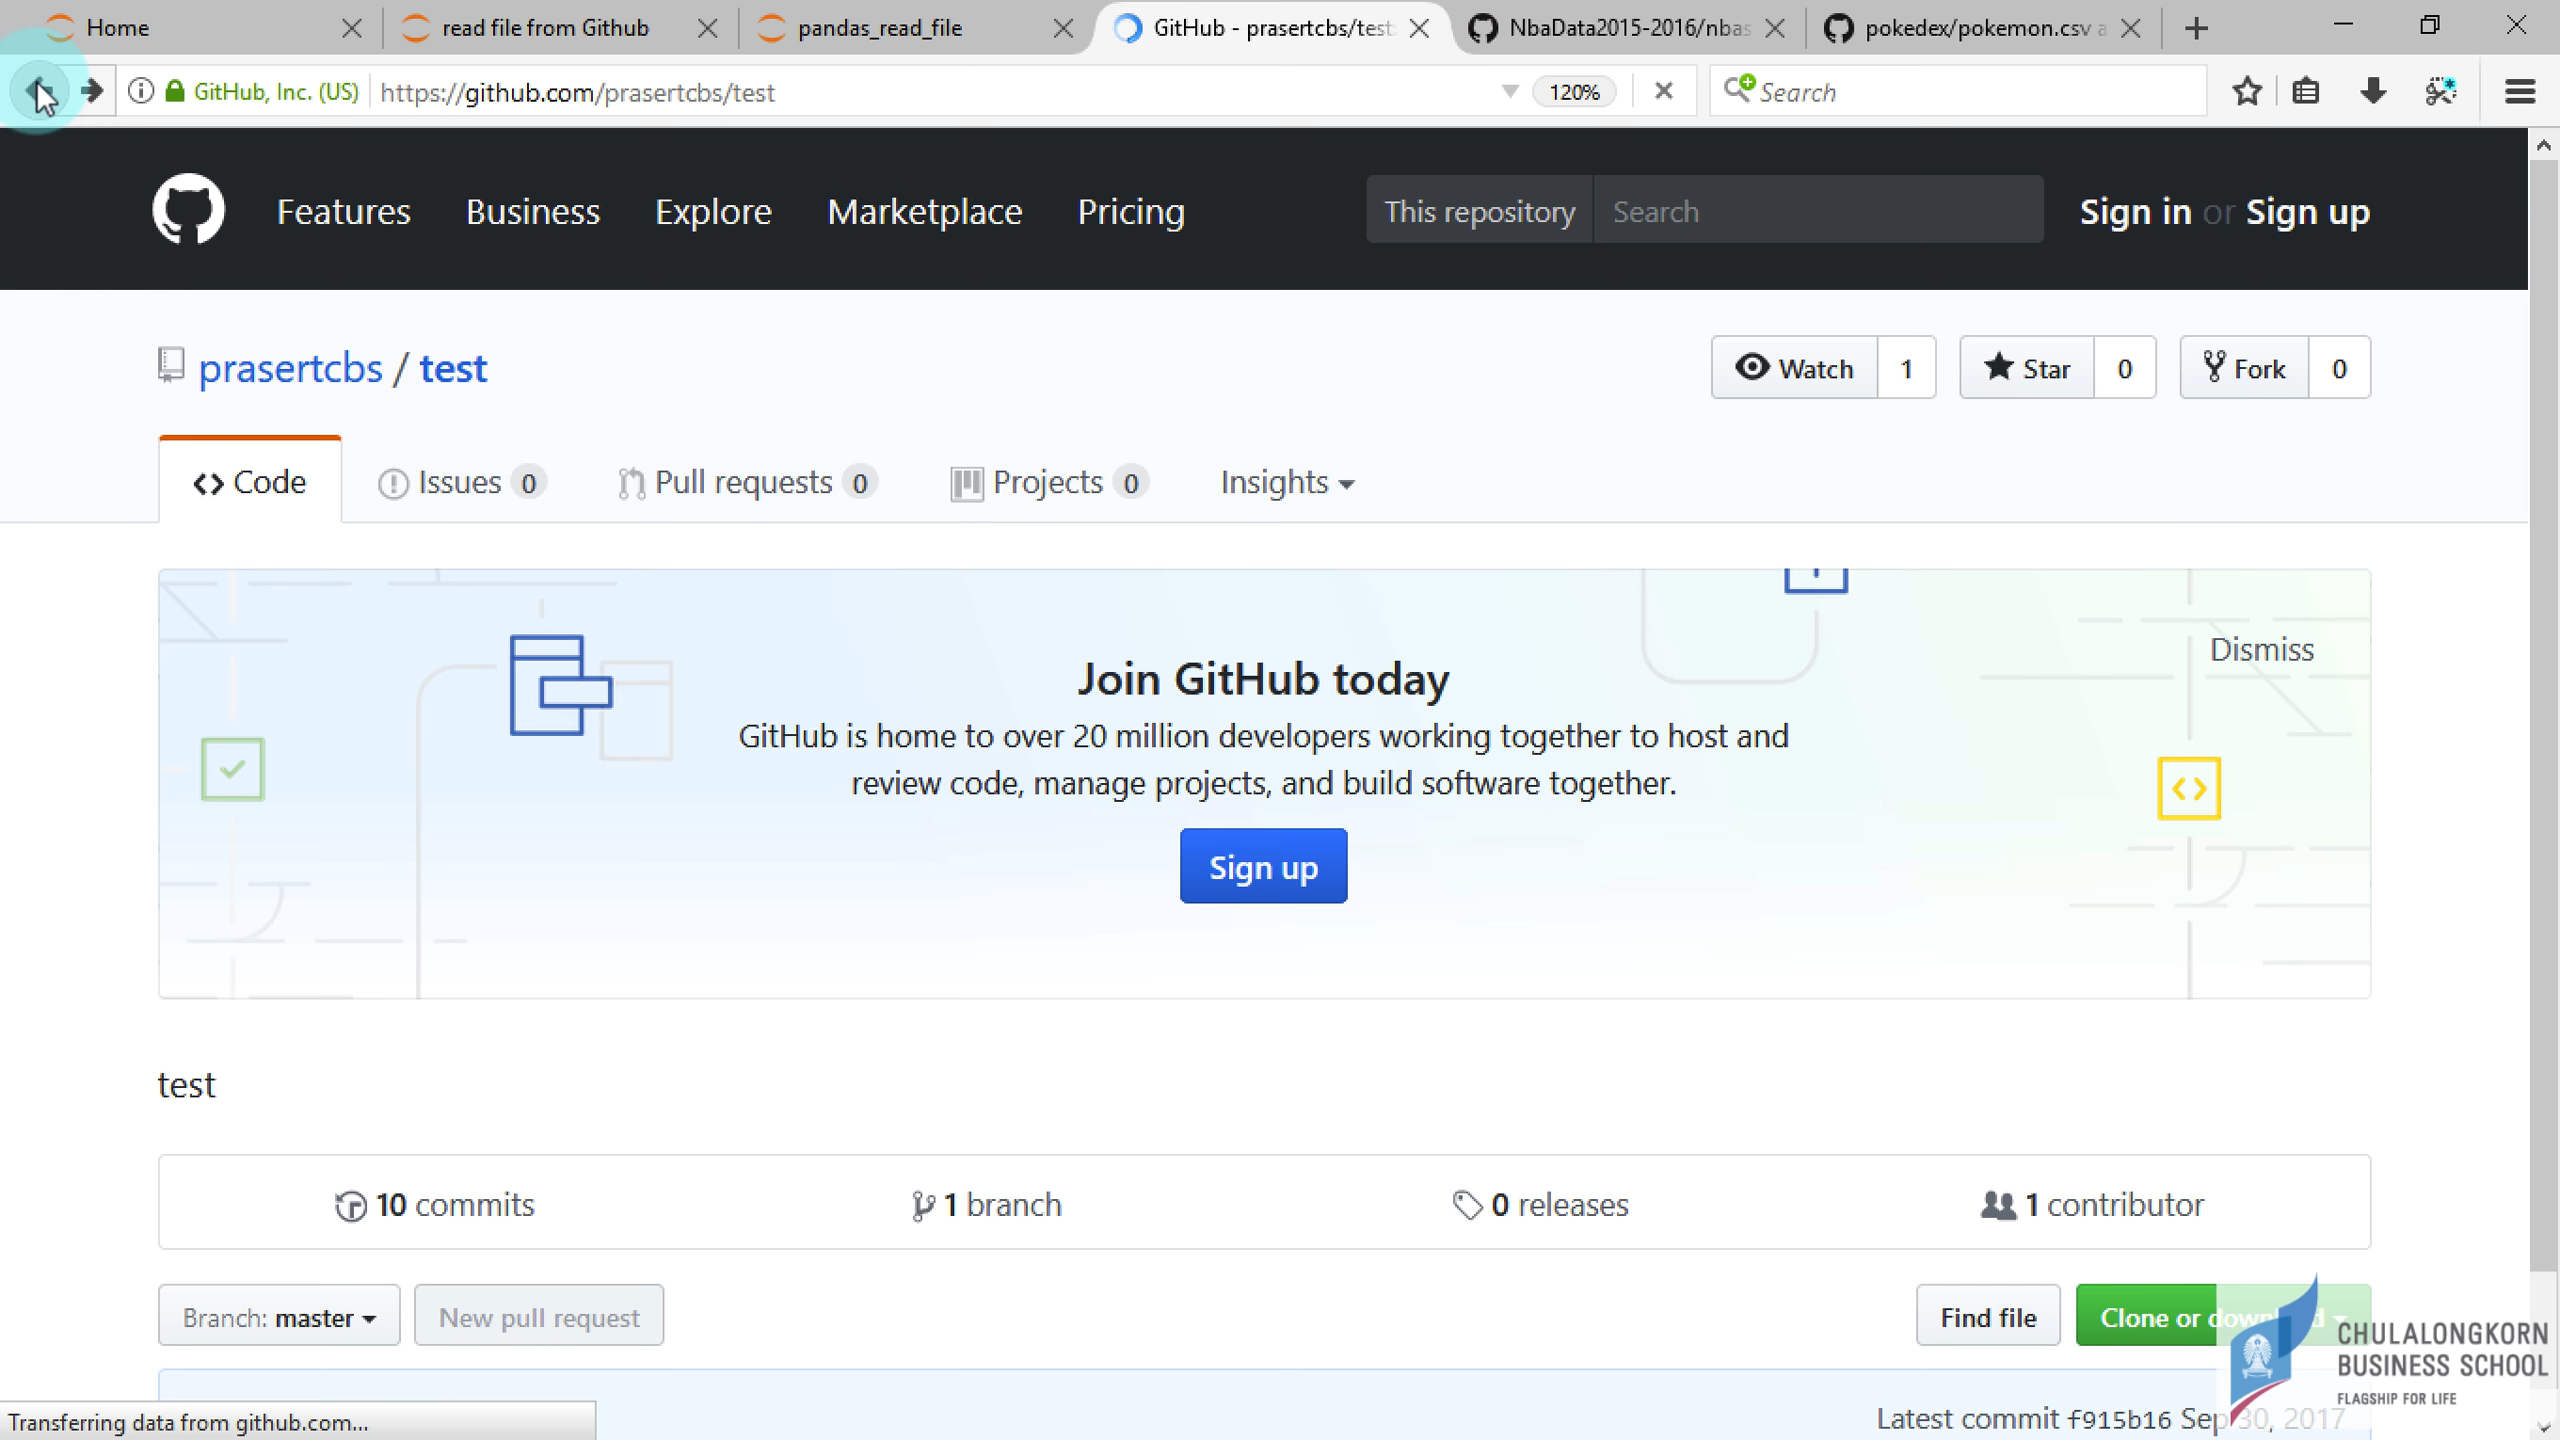 Home
read file from Github
pandas_read_file
GitHub - prasertcbs/test
NbaData2015-2016/nbas
pokedex/pokemon.csv a
GitHub, Inc. (US)
https://github.com/prasertcbs/test
120%
Search
Features
Business
Explore
Marketplace
Pricing
This repository
Search
Sign in or Sign up
prasertcbs / test
Watch 1
Star 0
Fork 0
Code
Issues 0
Pull requests 0
Projects 0
Insights
Dismiss
Join GitHub today
GitHub is home to over 20 million developers working together to host and
review code, manage projects, and build software together.
Sign up
test
10 commits
1 branch
0 releases
1 contributor
Branch: master
New pull request
Find file
Clone or download
CHULALONGKORN
BUSINESS SCHOOL
FLAGSHIP FOR LIFE
Latest commit f915b16 Sep 30, 2017
Transferring data from github.com...